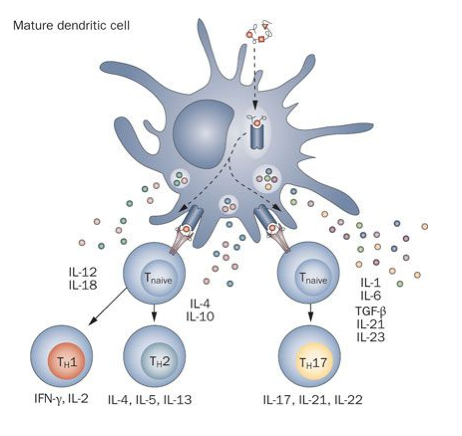 Mature dendritic cell
IL-12
IL-18
Tnaive
IL-4
IL-10
Tnaive
IL-1
IL-6
TGF-β
IL-21
IL-23
TH1
TH2
TH17
IFN-γ, IL-2
IL-4, IL-5, IL-13
IL-17, IL-21, IL-22